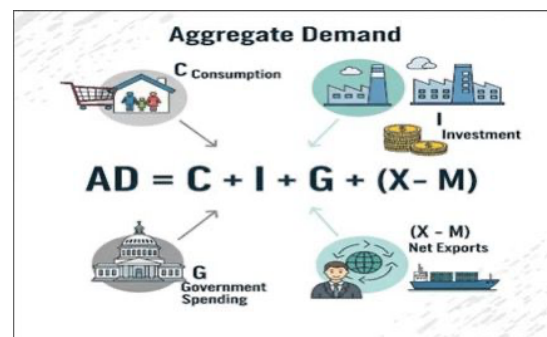 Aggregate Demand
C Consumption
I
Investment
AD = C + I + G + (X - M)
G
Government
Spending
(X - M)
Net Exports